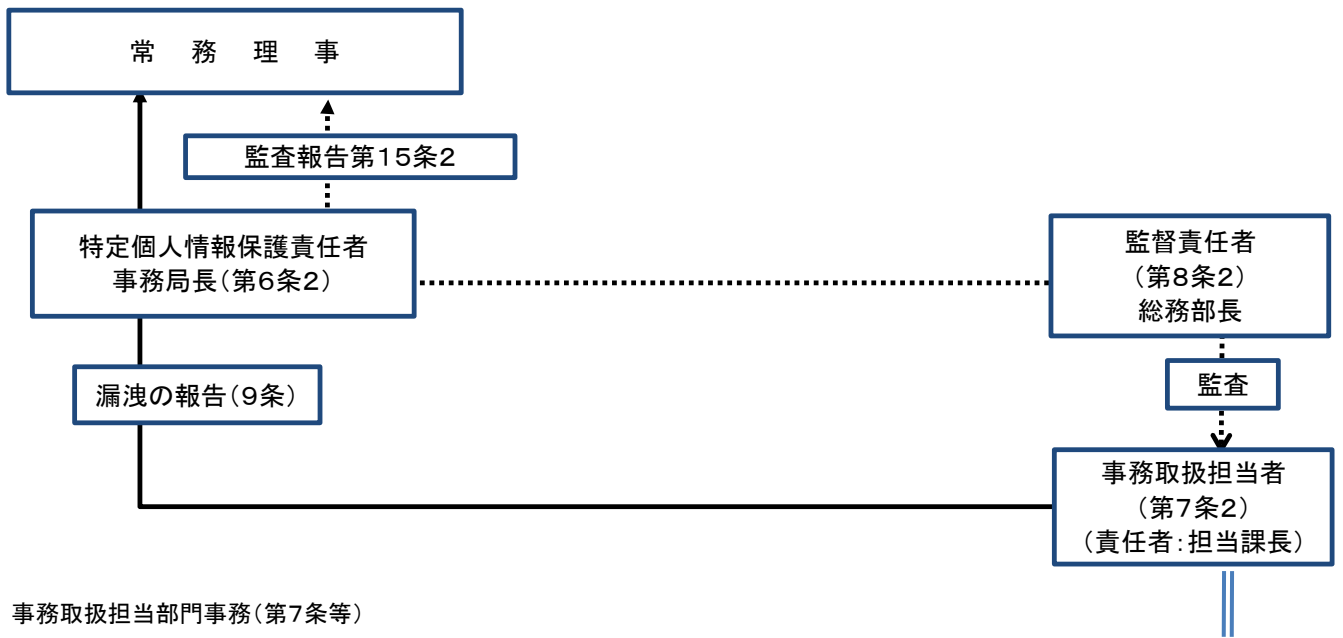 常　務　理　事
監査報告第１５条２
特定個人情報保護責任者
事務局長（第６条２）
監督責任者
（第８条２）
総務部長
漏洩の報告（９条）
監査
事務取扱担当者
（第７条２）
（責任者：担当課長）
事務取扱担当部門事務（第７条等）